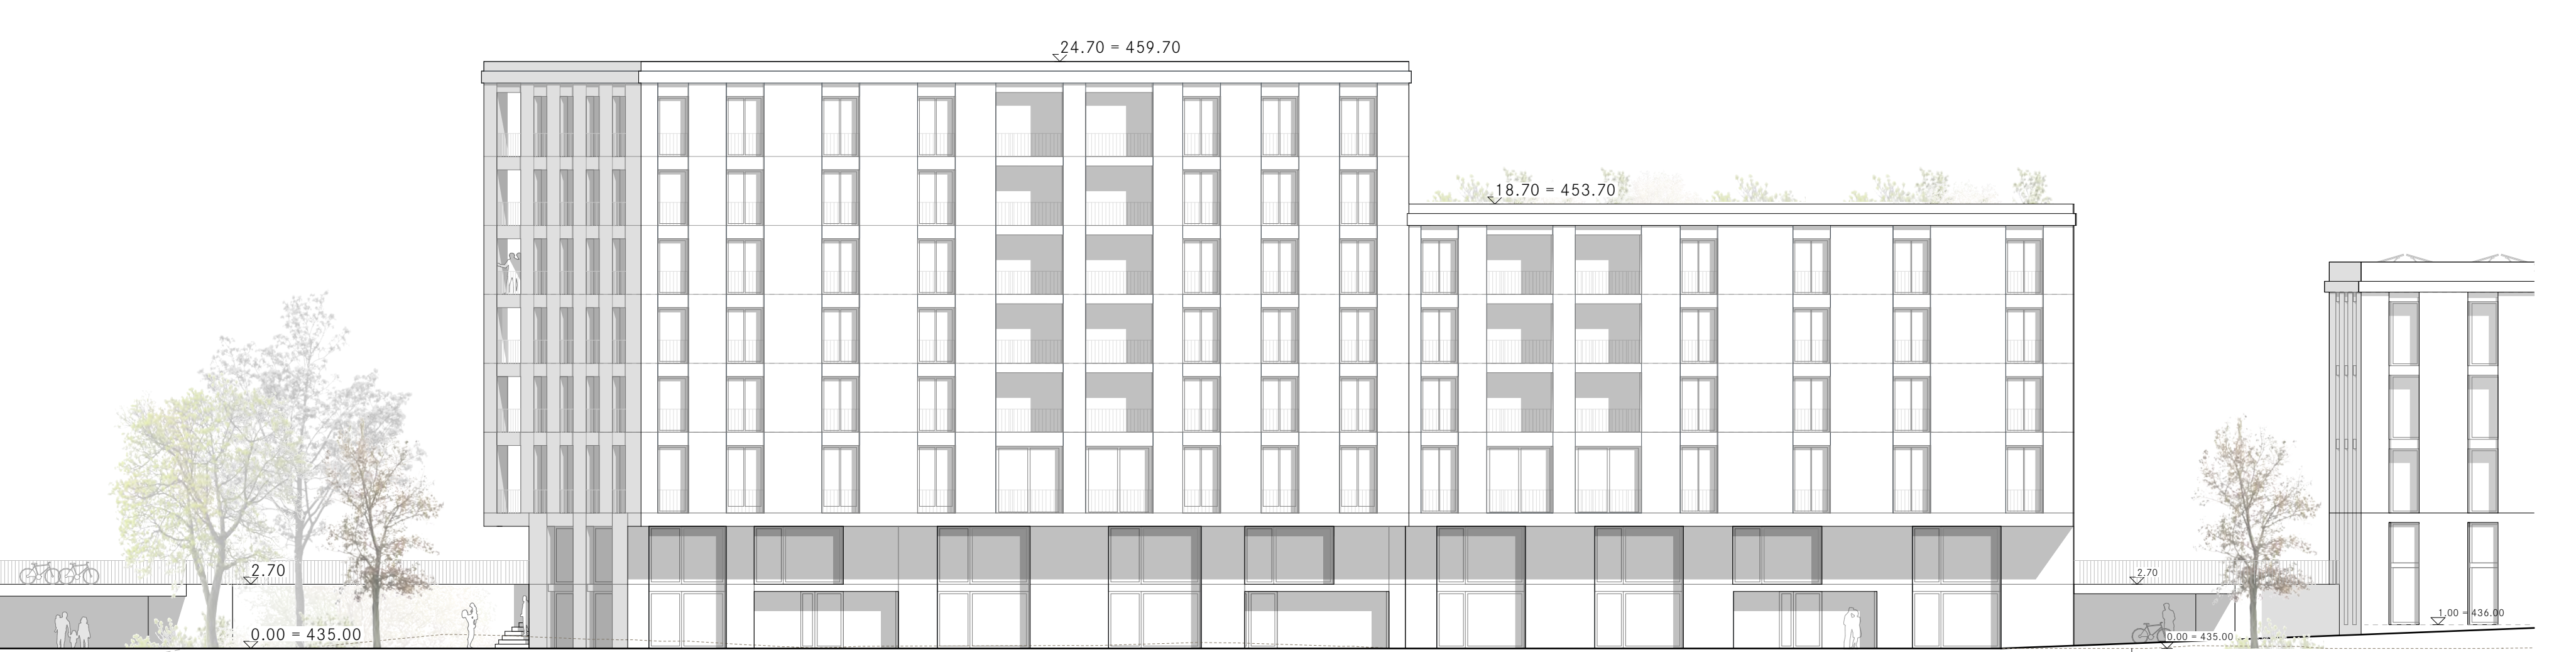 24.70 = 459.70
18.70 = 453.70
2.70
2.70
1.00 = 436.00
0.00 = 435.00
0.00 = 435.00